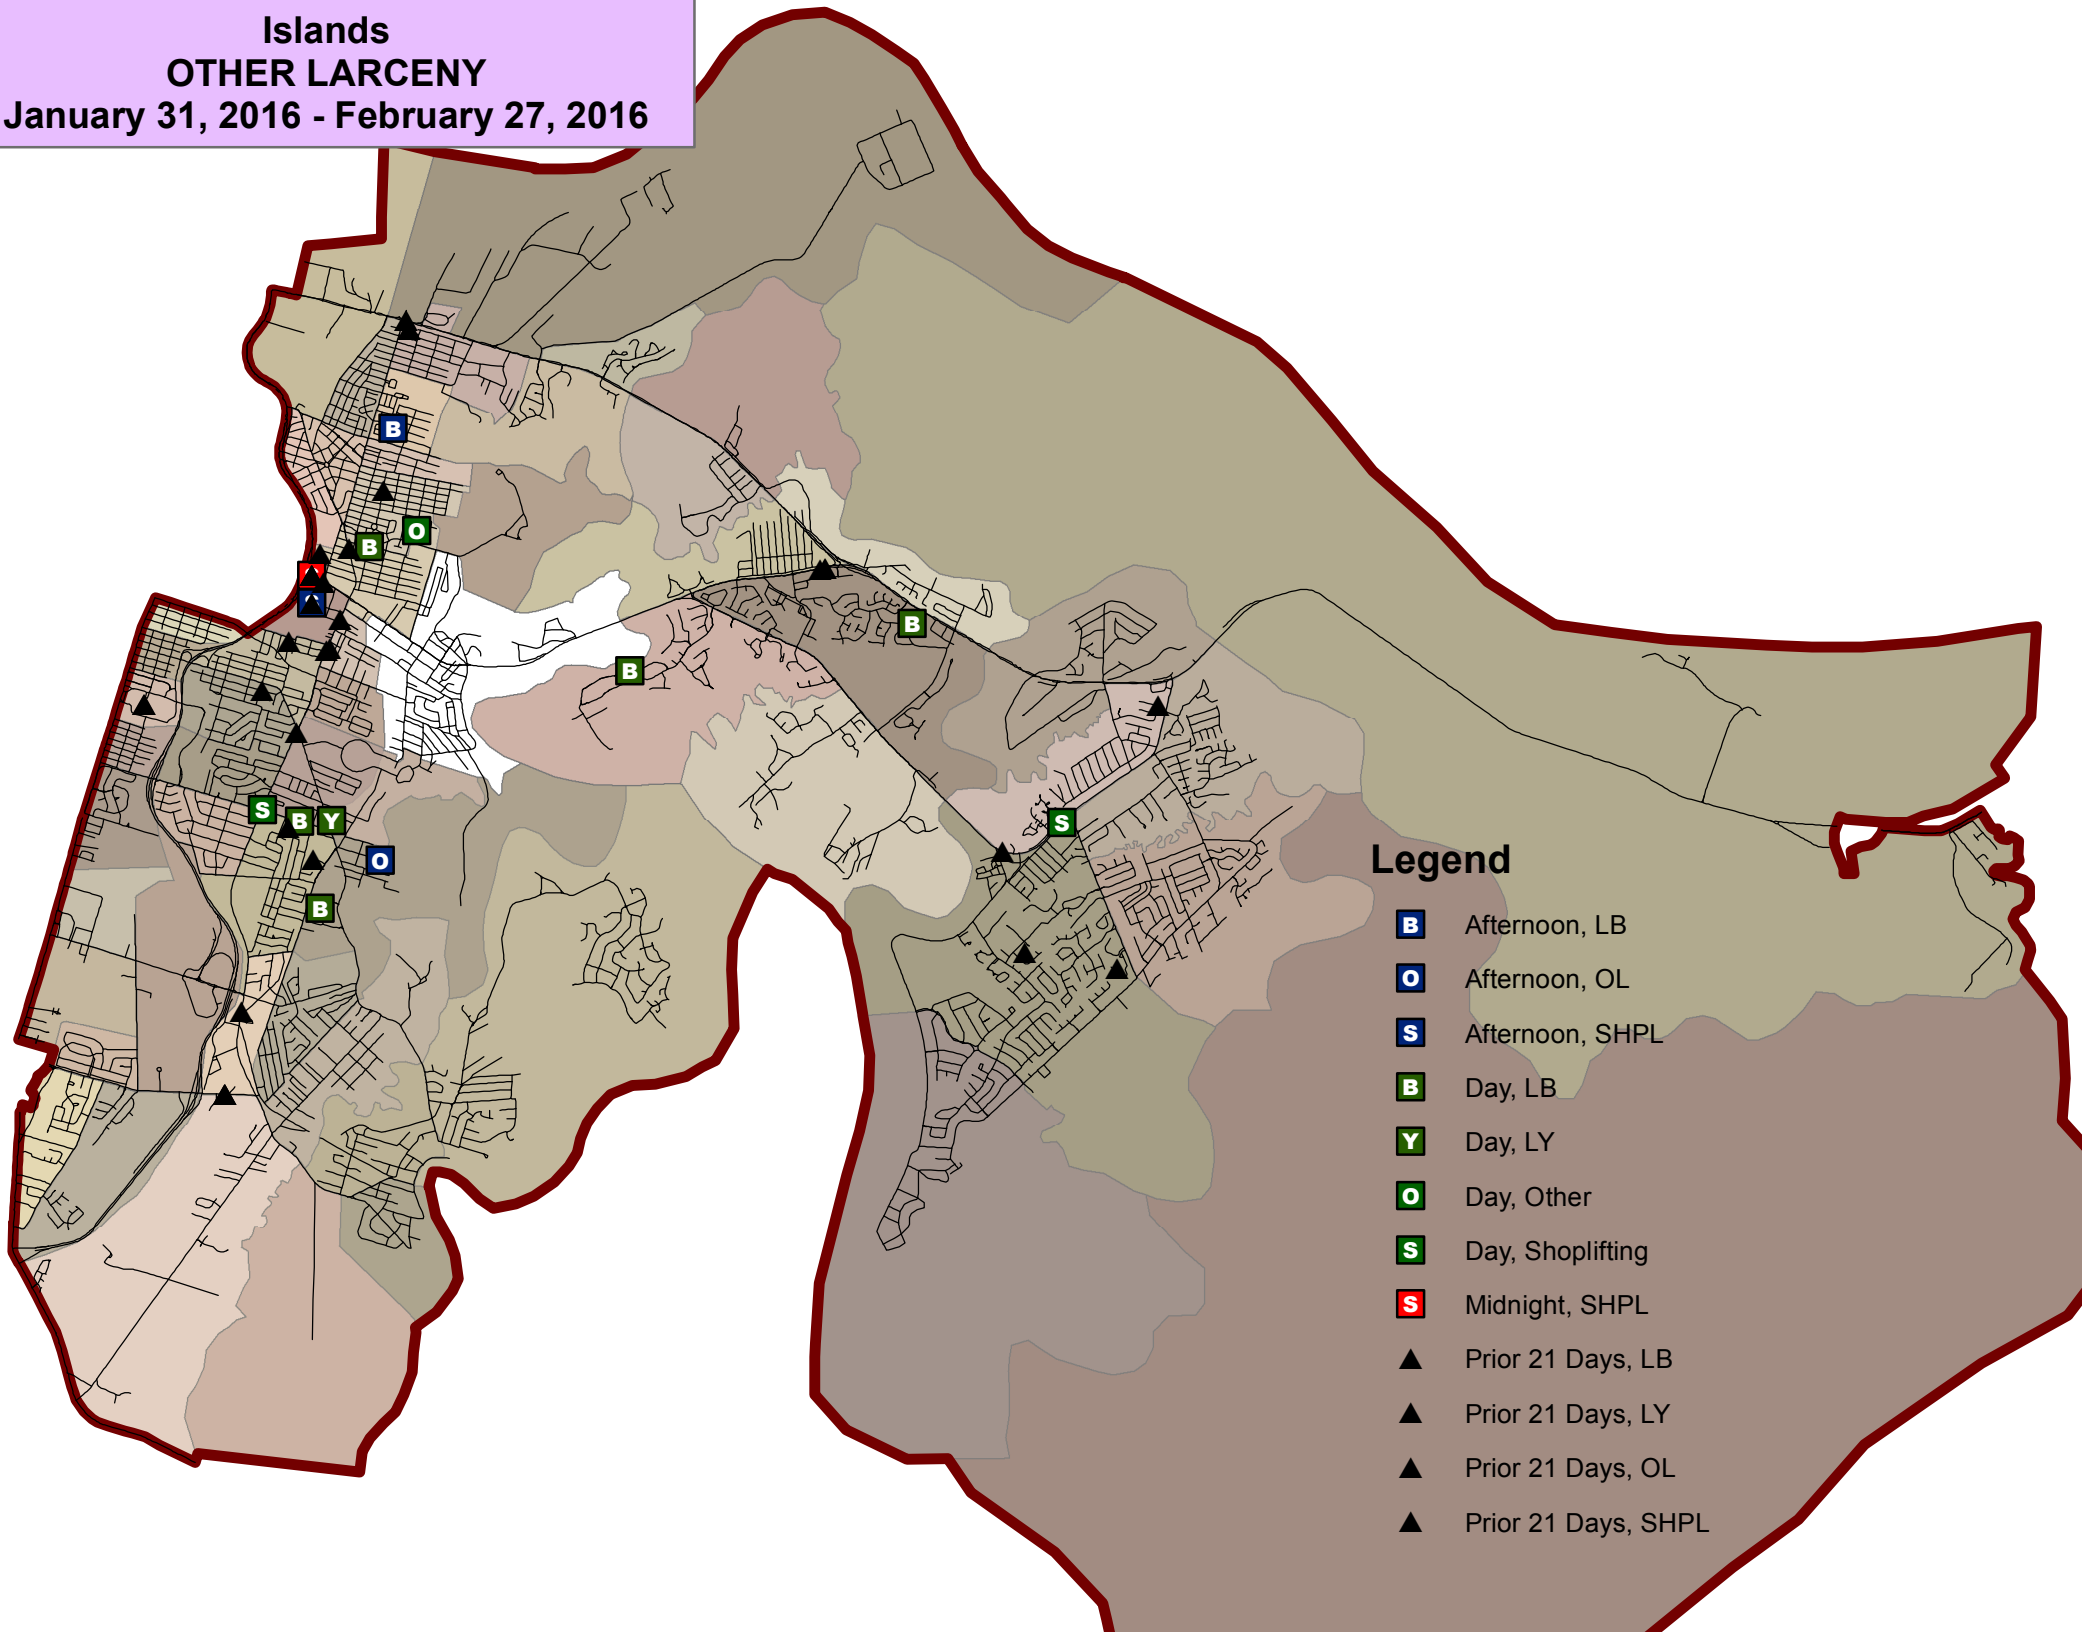 Islands
OTHER LARCENY
January 31, 2016 - February 27, 2016
B
O
B
S
B
B
S
B Y
S
O
B
Legend
B Afternoon, LB
O Afternoon, OL
S Afternoon, SHPL
B Day, LB
Y Day, LY
O Day, Other
S Day, Shoplifting
S Midnight, SHPL
Prior 21 Days, LB
Prior 21 Days, LY
Prior 21 Days, OL
Prior 21 Days, SHPL